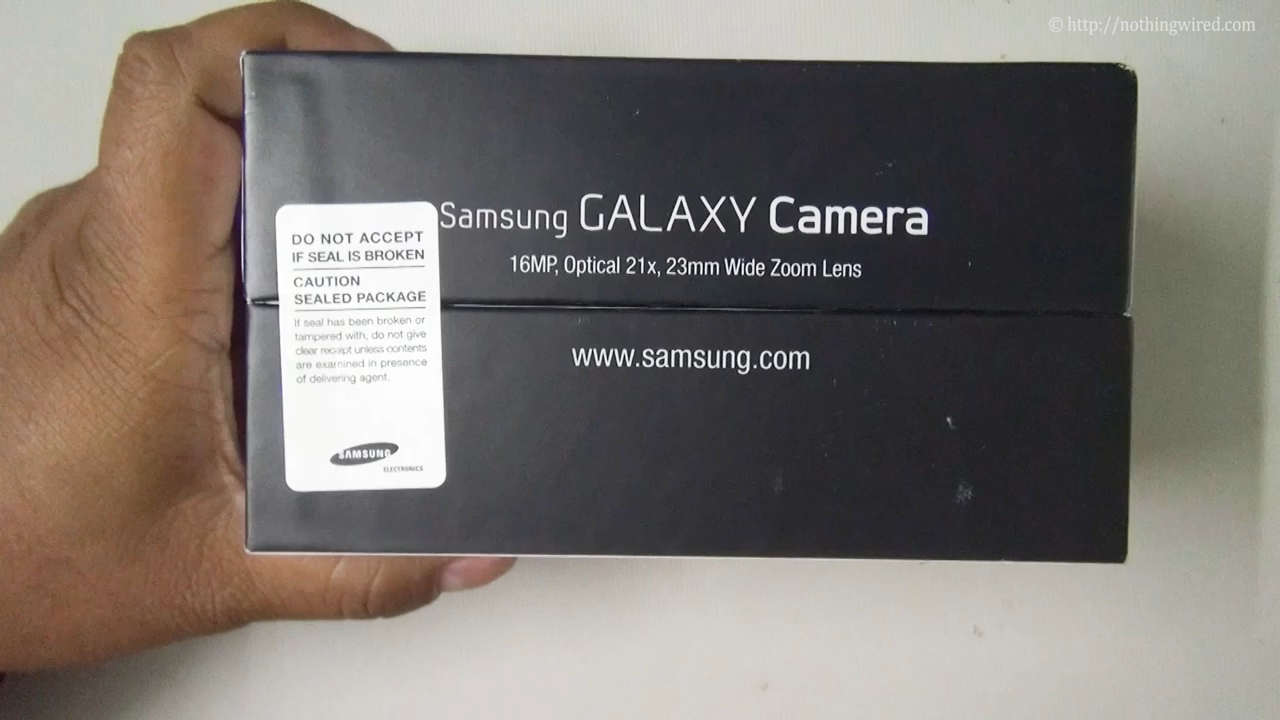 © http://nothingwired.com
Samsung GALAXY Camera
16MP, Optical 21x, 23mm Wide Zoom Lens
www.samsung.com
DO NOT ACCEPT
IF SEAL IS BROKEN
CAUTION
SEALED PACKAGE
If seal has been broken or
tampered with, do not give
clear receipt unless contents
are examined in presence
of delivering agent.
SAMSUNG
ELECTRONICS